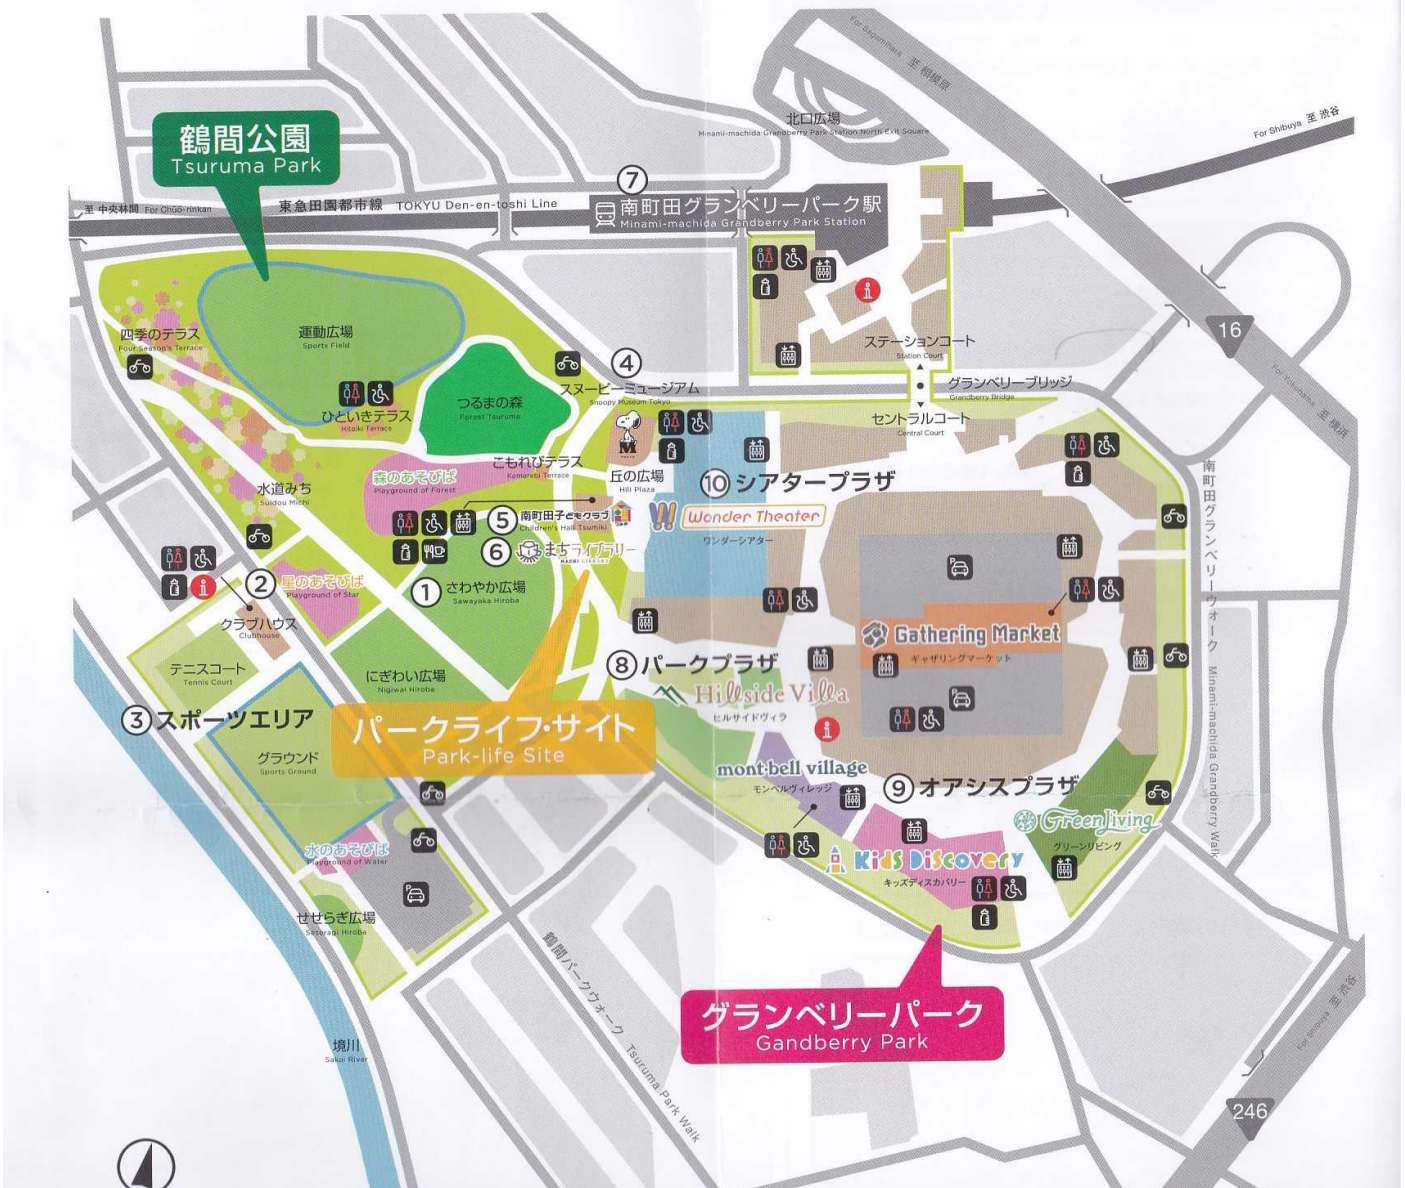 For Sagamihara 至 相模原
北口広場
Minami-machida Grandberry Park Station North Exit Square
For Shibuya 至 渋谷
鶴間公園
Tsuruma Park
⑦
至 中央林間 For Chuo-rinkan
東急田園都市線 TOKYU Den-en-toshi Line
南町田グランベリーパーク駅
Minami-machida Grandberry Park Station
16
For Yokohama 至 横浜
四季のテラス
Four Season's Terrace
運動広場
Sports Field
ステーションコート
Station Court
グランベリーブリッジ
Grandberry Bridge
セントラルコート
Central Court
④
スヌーピーミュージアム
Snoopy Museum Tokyo
つるまの森
Forest Tsuruma
ひといきテラス
Hitoiki Terrace
こもれびテラス
Komorebi Terrace
丘の広場
Hill Plaza
森のあそびば
Playground of Forest
水道みち
Suidou Michi
⑩ シアタープラザ
Wonder Theater
ワンダーシアター
⑤ 南町田子どもクラブ
Children's Hall Tsumiki
⑥ まちライブラリー
MACHI LIBRARY
① さわやか広場
Sawayaka Hiroba
② 星のあそびば
Playground of Star
クラブハウス
Clubhouse
テニスコート
Tennis Court
にぎわい広場
Nigiwai Hiroba
③ スポーツエリア
グラウンド
Sports Ground
パークライフ・サイト
Park-life Site
⑧ パークプラザ
Hillside Villa
ヒルサイドヴィラ
Gathering Market
ギャザリングマーケット
mont-bell village
モンベルヴィレッジ
⑨ オアシスプラザ
Green Living
グリーンリビング
Kids Discovery
キッズディスカバリー
南町田グランベリーウォーク Minami-machida Grandberry Walk
水のあそびば
Playground of Water
せせらぎ広場
Seseragi Hiroba
鶴間パークウォーク Tsuruma Park Walk
境川
Sakai River
グランベリーパーク
Gandberry Park
For Shibuya 至 渋谷
246